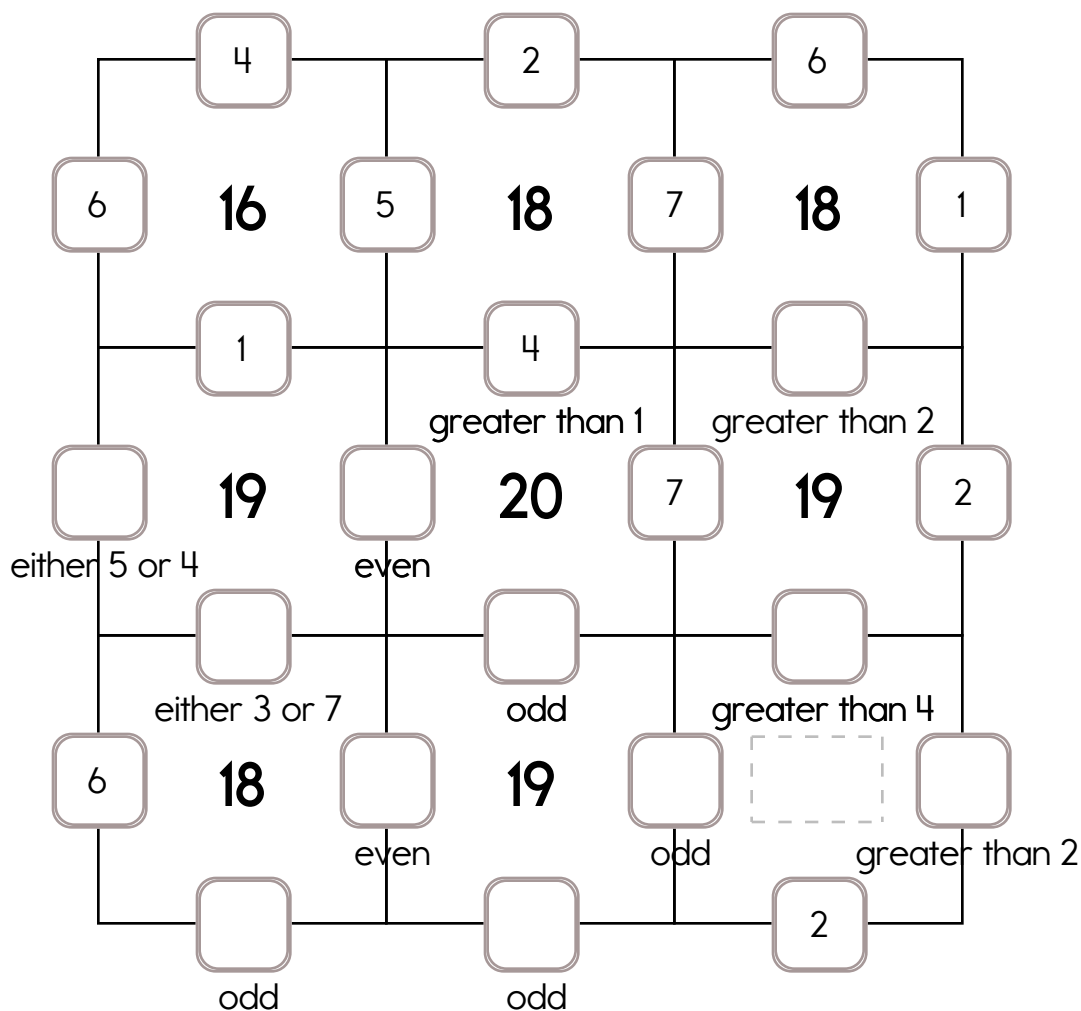 4 2 6
6 16 5 18 7 18 1
1 4
greater than 1 greater than 2
19 20 7 19 2
either 5 or 4 even
either 3 or 7 odd greater than 4
6 18 19
even odd greater than 2
2
odd odd